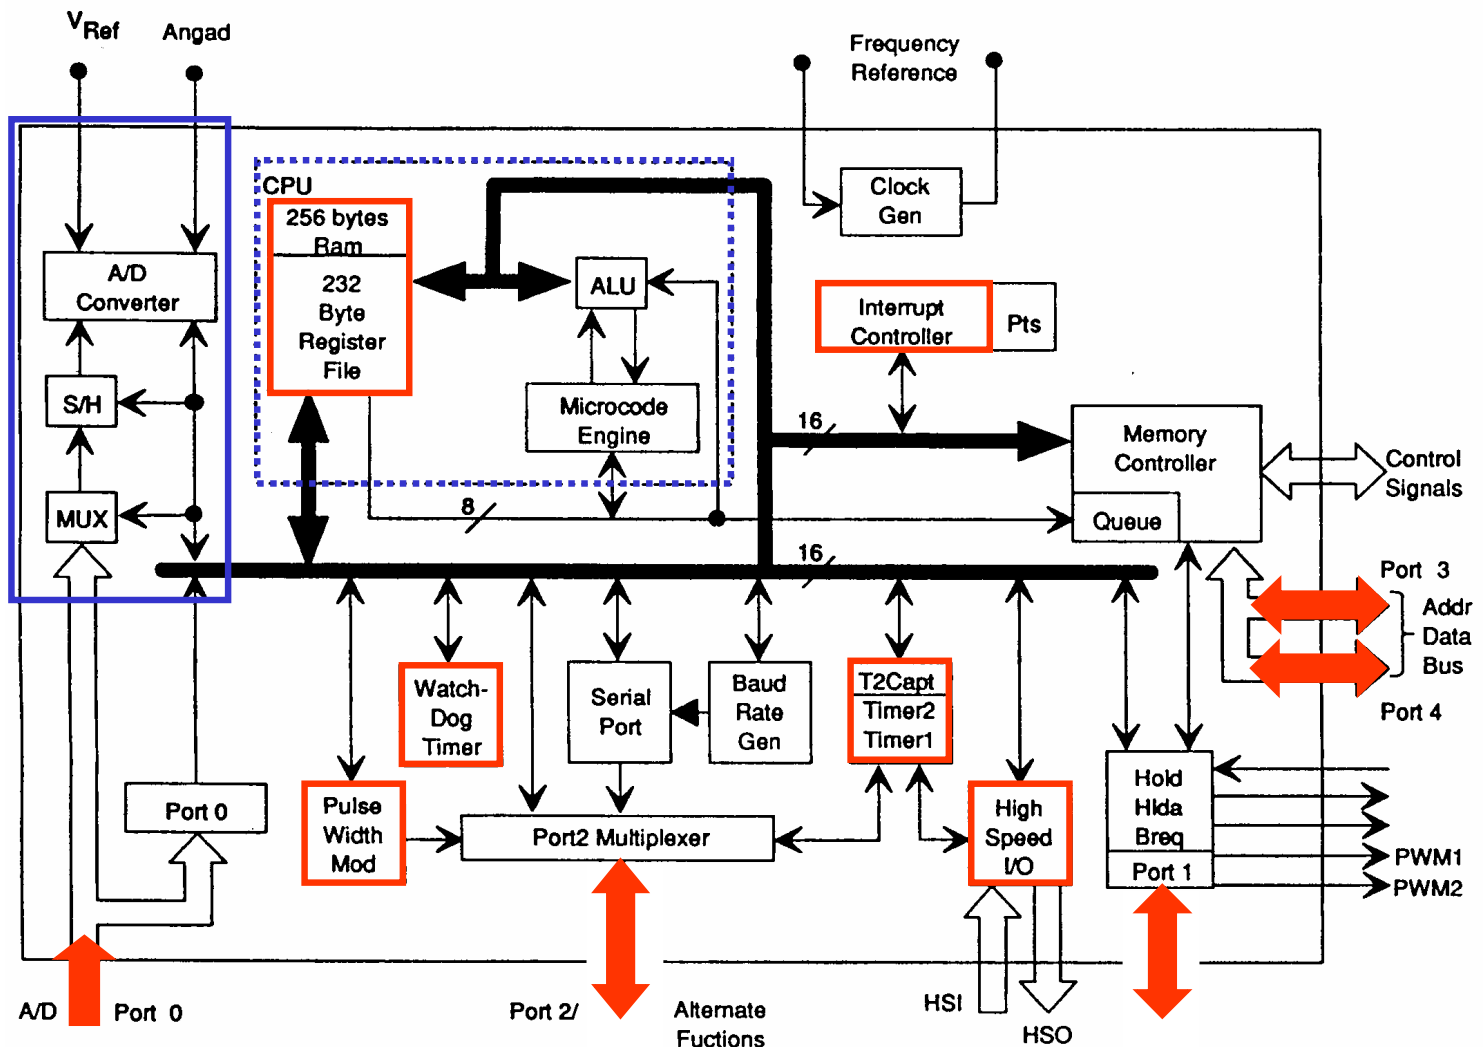 VRef
Angad
Frequency
Reference
CPU
256 bytes
Ram
232
Byte
Register
File
ALU
Microcode
Engine
Clock
Gen
Interrupt
Controller
Pts
A/D
Converter
S/H
MUX
8
16
16
Memory
Controller
Queue
Control
Signals
Port 3
Addr
Data
Bus
Port 4
Watch-
Dog
Timer
Serial
Port
Baud
Rate
Gen
T2Capt
Timer2
Timer1
Port 0
Pulse
Width
Mod
Port2 Multiplexer
High
Speed
I/O
Hold
Hlda
Breq
Port 1
PWM1
PWM2
A/D
Port 0
Port 2/
Alternate
Fuctions
HSI
HSO